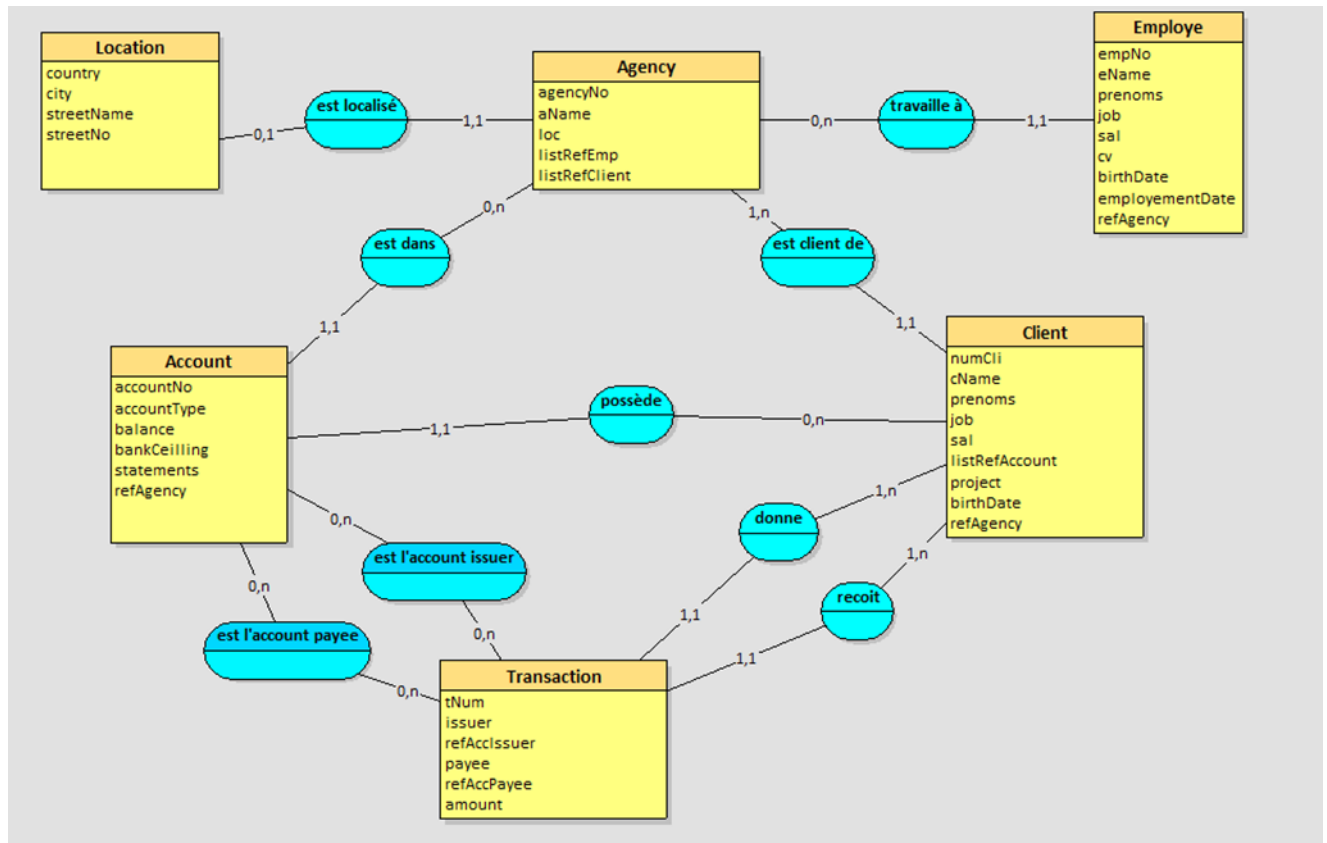 Location
country
city
streetName
streetNo
0,1
est localisé
1,1
Agency
agencyNo
aName
loc
listRefEmp
listRefClient
0,n
travaille à
1,1
Employe
empNo
eName
prenoms
job
sal
cv
birthDate
employementDate
refAgency
0,n
est dans
1,1
1,n
est client de
1,1
Account
accountNo
accountType
balance
bankCeilling
statements
refAgency
1,1
possède
0,n
Client
numCli
cName
prenoms
job
sal
listRefAccount
project
birthDate
refAgency
0,n
est l'account issuer
0,n
0,n
est l'account payee
0,n
1,n
donne
1,1
1,n
recoit
1,1
Transaction
tNum
issuer
refAccIssuer
payee
refAccPayee
amount